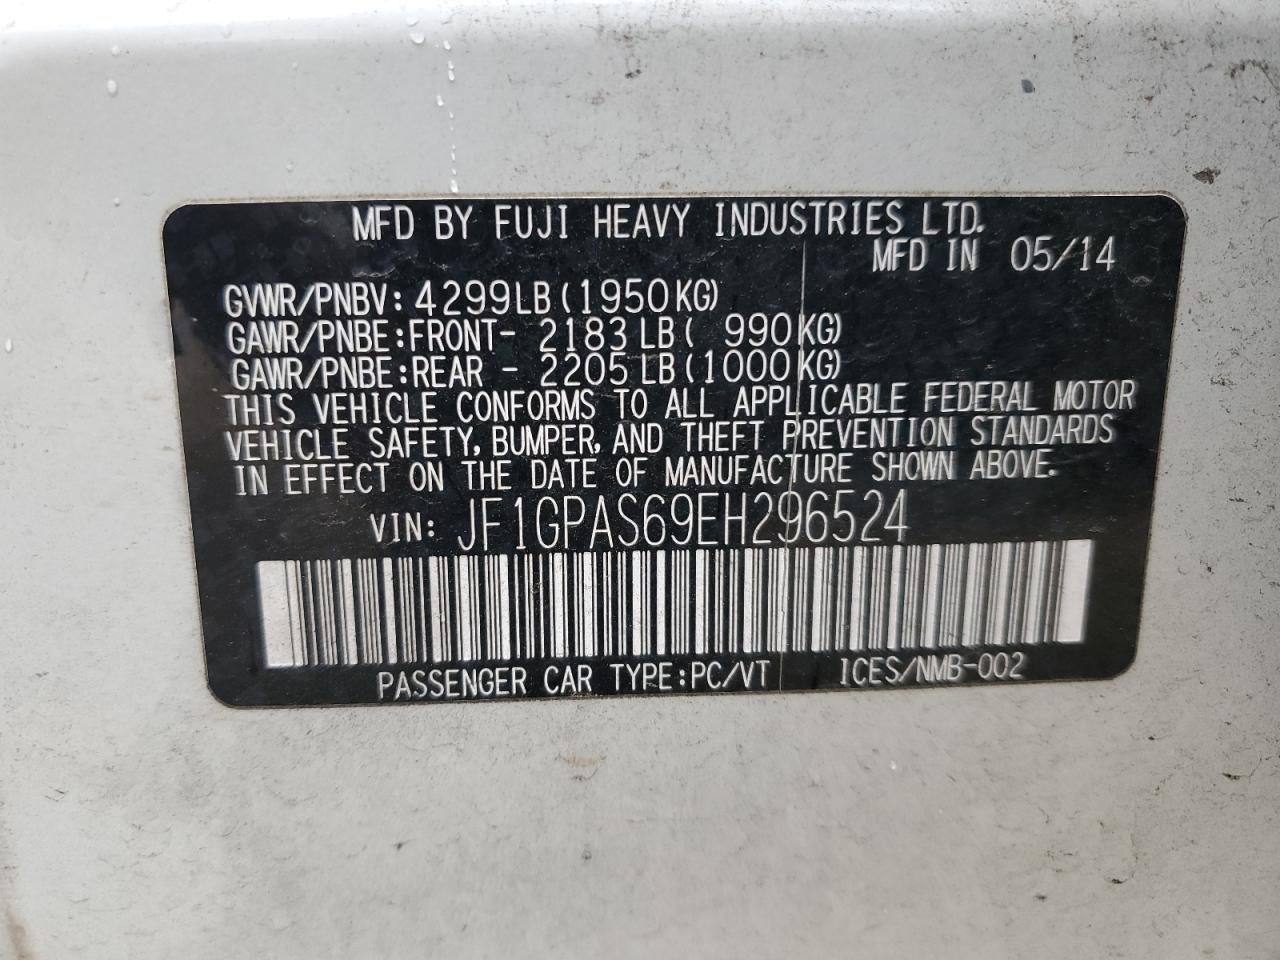 MFD BY FUJI HEAVY INDUSTRIES LTD.
MFD IN 05/14
GVWR/PNBV: 4299LB (1950KG)
GAWR/PNBE:FRONT- 2183 LB ( 990KG)
GAWR/PNBE:REAR - 2205 LB (1000KG)
THIS VEHICLE CONFORMS TO ALL APPLICABLE FEDERAL MOTOR
VEHICLE SAFETY, BUMPER, AND THEFT PREVENTION STANDARDS
IN EFFECT ON THE DATE OF MANUFACTURE SHOWN ABOVE.
VIN: JF1GPAS69EH296524
PASSENGER CAR TYPE:PC/VT ICES/NMB-002